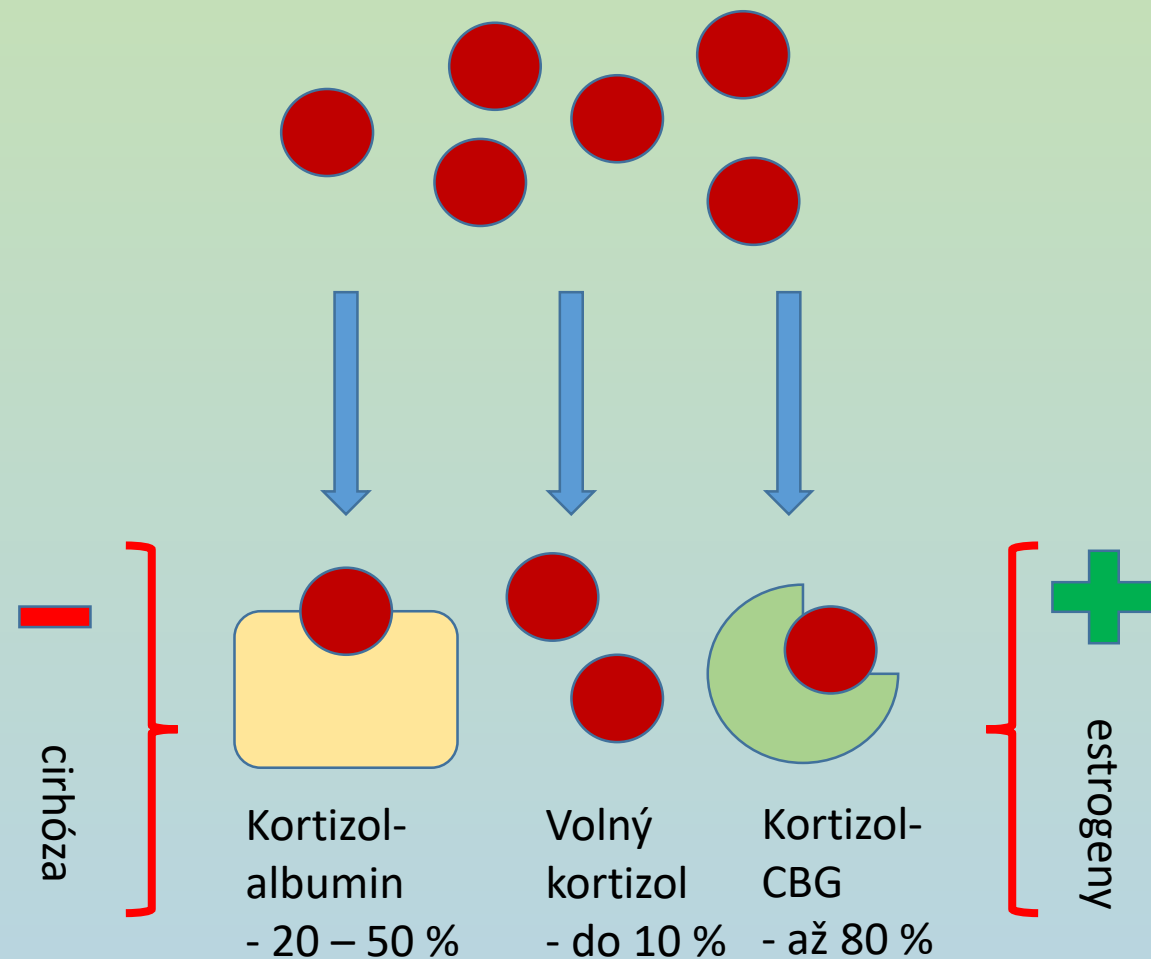 cirhóza
Kortizol-
albumin
- 20 – 50 %
Volný
kortizol
- do 10 %
Kortizol-
CBG
- až 80 %
estrogeny